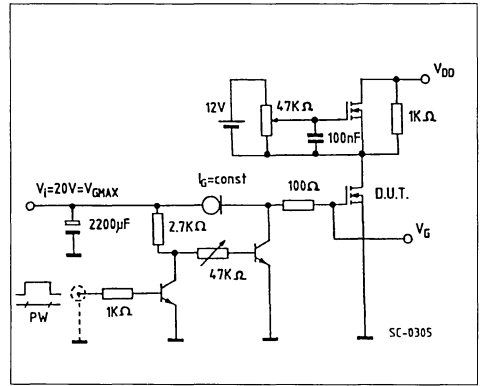 V_DD
12V
47KΩ
1KΩ
100nF
I_G=const
100Ω
D.U.T.
V_i=20V=V_GMAX
2200μF
2.7KΩ
V_G
47KΩ
1KΩ
PW
SC-0305